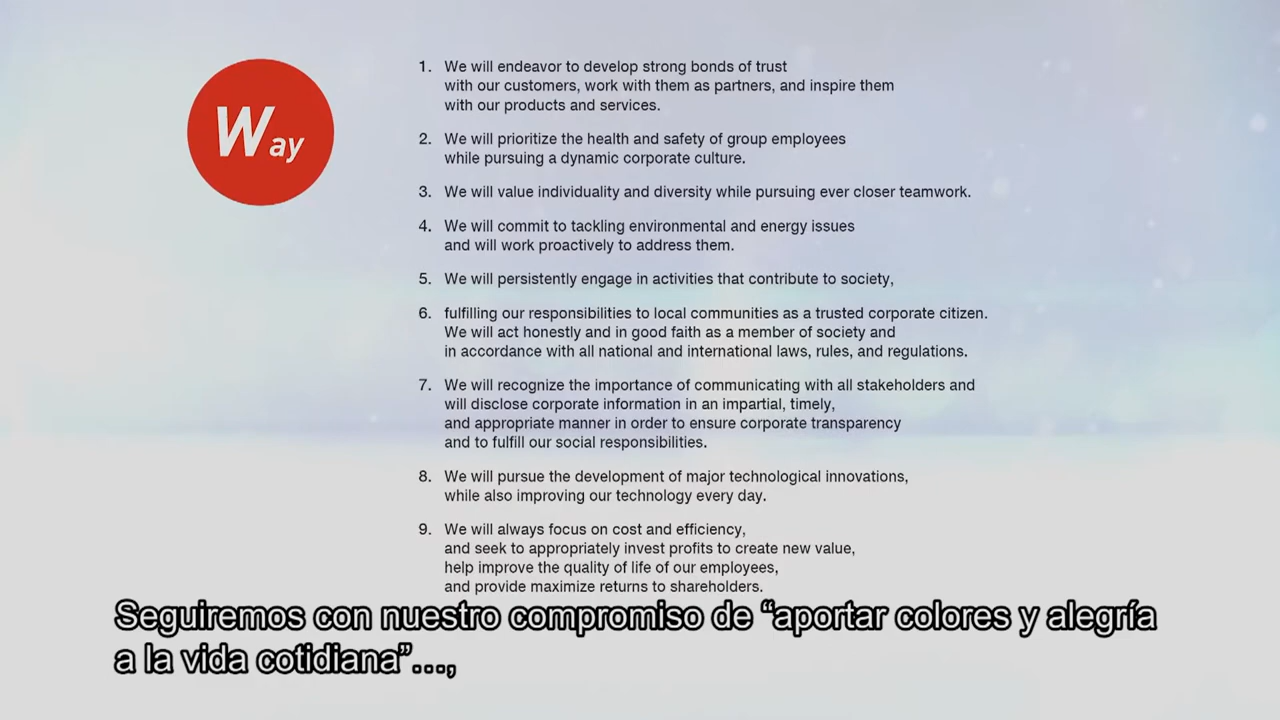 Way
1. We will endeavor to develop strong bonds of trust
with our customers, work with them as partners, and inspire them
with our products and services.
2. We will prioritize the health and safety of group employees
while pursuing a dynamic corporate culture.
3. We will value individuality and diversity while pursuing ever closer teamwork.
4. We will commit to tackling environmental and energy issues
and will work proactively to address them.
5. We will persistently engage in activities that contribute to society,
6. fulfilling our responsibilities to local communities as a trusted corporate citizen.
We will act honestly and in good faith as a member of society and
in accordance with all national and international laws, rules, and regulations.
7. We will recognize the importance of communicating with all stakeholders and
will disclose corporate information in an impartial, timely,
and appropriate manner in order to ensure corporate transparency
and to fulfill our social responsibilities.
8. We will pursue the development of major technological innovations,
while also improving our technology every day.
9. We will always focus on cost and efficiency,
and seek to appropriately invest profits to create new value,
help improve the quality of life of our employees,
and provide maximize returns to shareholders.
Seguiremos con nuestro compromiso de “aportar colores y alegría
a la vida cotidiana”...,